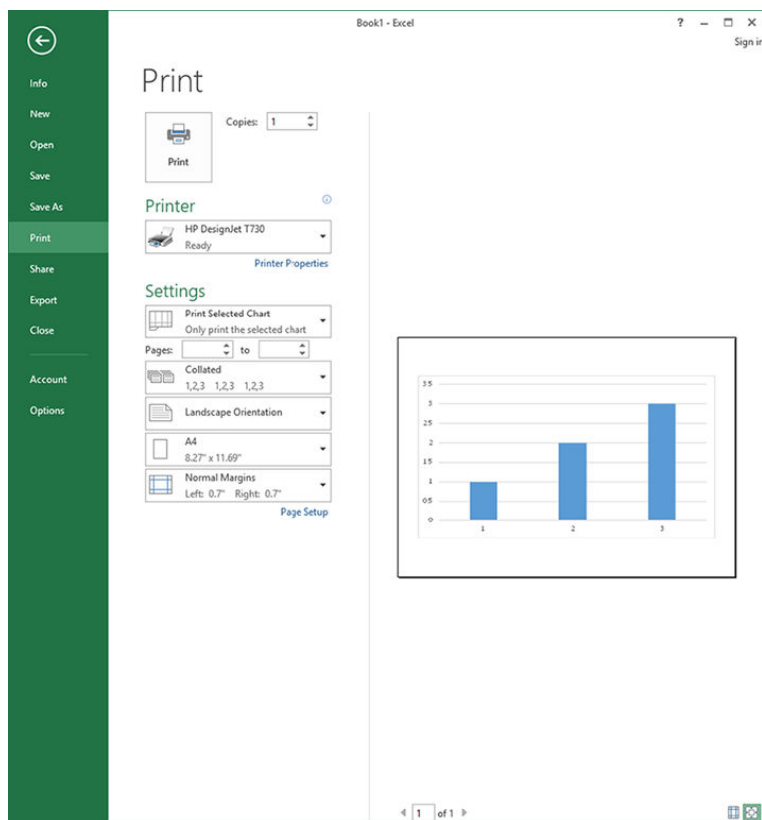 Book1 - Excel
?
Sign in
Info
New
Open
Save
Save As
Print
Share
Export
Close
Account
Options
Print
Copies: 1
Print
Printer
HP DesignJet T730
Ready
Printer Properties
Settings
Print Selected Chart
Only print the selected chart
Pages: to
Collated
1,2,3 1,2,3 1,2,3
Landscape Orientation
A4
8.27" x 11.69"
Normal Margins
Left: 0.7" Right: 0.7"
Page Setup
3.5
3
2.5
2
1.5
1
0.5
0
1 2 3
1 of 1